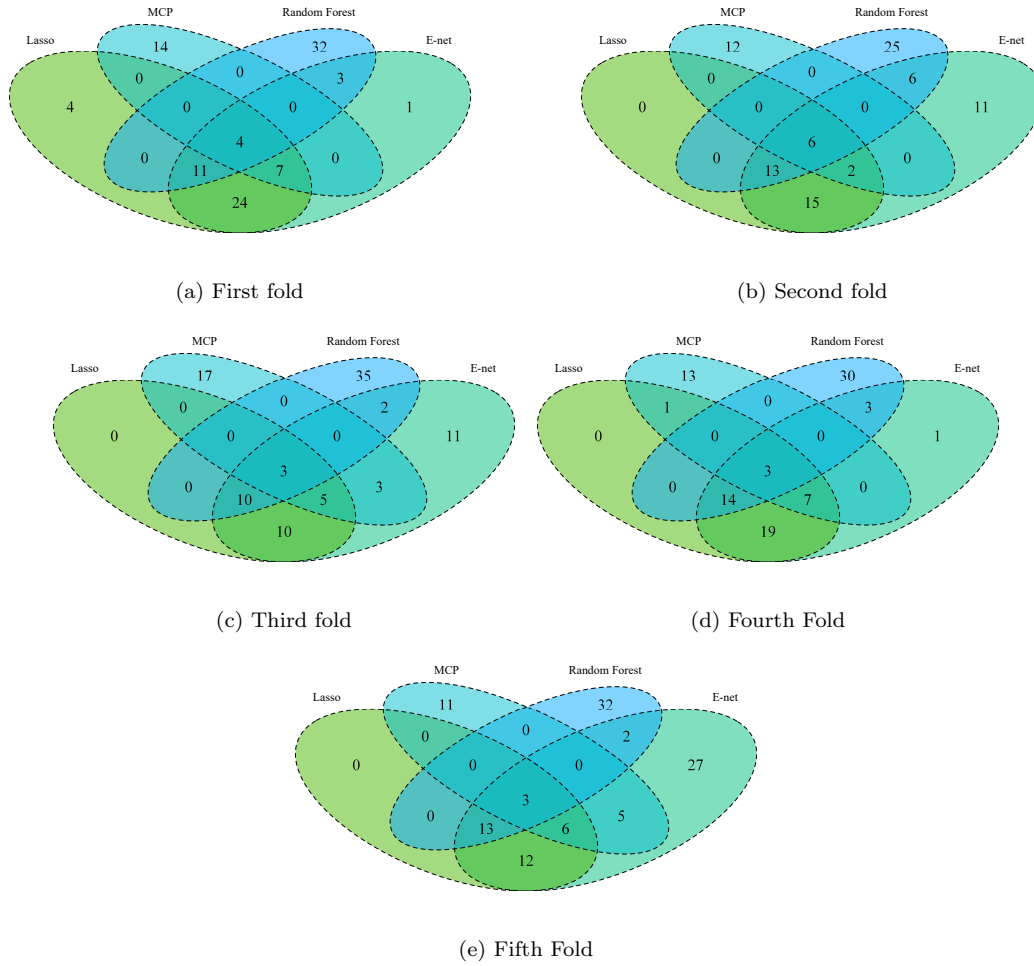 MCP Random Forest
Lasso E-net
14 32
0 0 3
4 0 0 1
4
0 11 7 0
24
(a) First fold
MCP Random Forest
Lasso E-net
12 25
0 0 6
0 0 0 11
6
0 13 2 0
15
(b) Second fold
MCP Random Forest
Lasso E-net
17 35
0 0 2
0 0 0 11
3
0 10 5 3
10
(c) Third fold
MCP Random Forest
Lasso E-net
13 30
1 0 3
0 0 0 1
3
0 14 7 0
19
(d) Fourth Fold
MCP Random Forest
Lasso E-net
11 32
0 0 2
0 0 0 27
3
0 13 6 5
12
(e) Fifth Fold